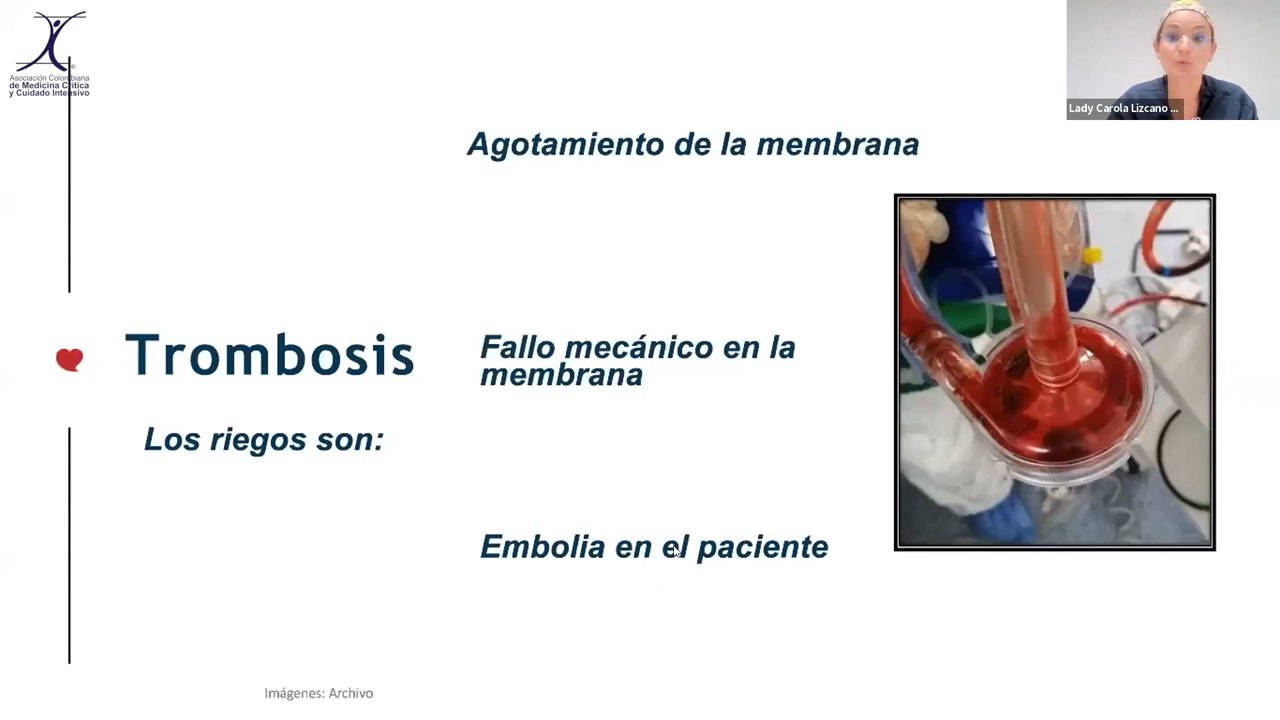 Asociación Colombiana
de Medicina Crítica
y Cuidado Intensivo
Lady Carola Lizcano ...
Agotamiento de la membrana
Trombosis
Los riegos son:
Fallo mecánico en la
membrana
Embolia en el paciente
Imágenes: Archivo